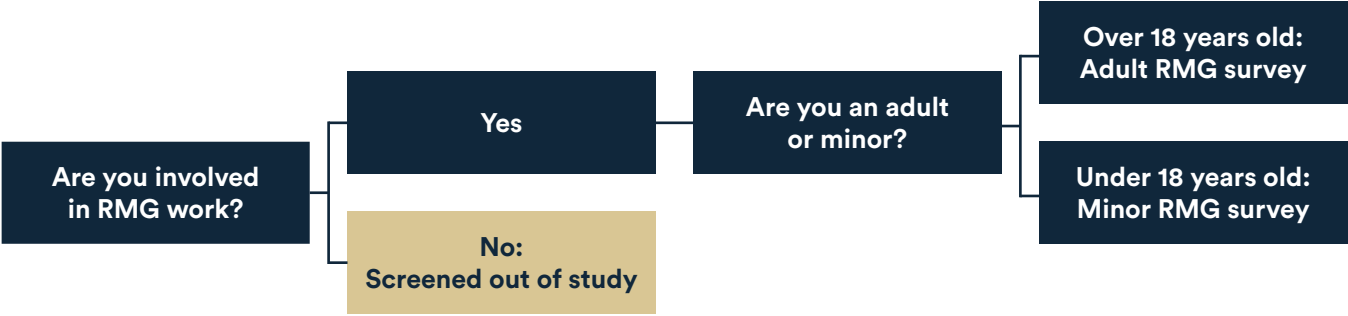 Are you involved
in RMG work?
Yes
No:
Screened out of study
Are you an adult
or minor?
Over 18 years old:
Adult RMG survey
Under 18 years old:
Minor RMG survey